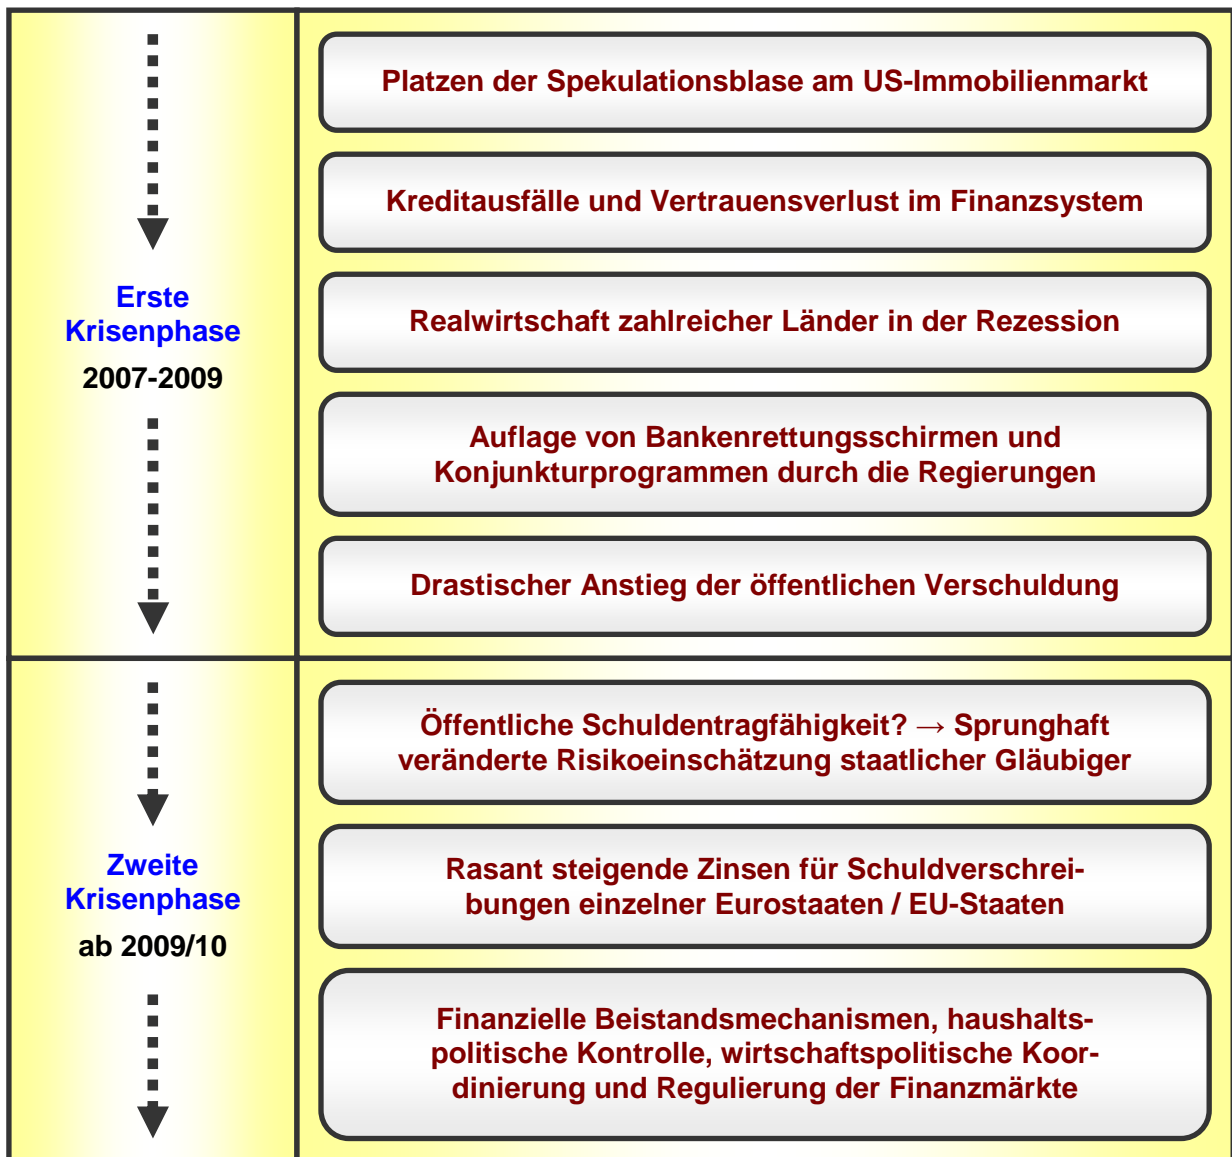 Platzen der Spekulationsblase am US-Immobilienmarkt
Kreditausfälle und Vertrauensverlust im Finanzsystem
Erste
Krisenphase
2007-2009
Realwirtschaft zahlreicher Länder in der Rezession
Auflage von Bankenrettungsschirmen und
Konjunkturprogrammen durch die Regierungen
Drastischer Anstieg der öffentlichen Verschuldung
Öffentliche Schuldentragfähigkeit? → Sprunghaft
veränderte Risikoeinschätzung staatlicher Gläubiger
Zweite
Krisenphase
ab 2009/10
Rasant steigende Zinsen für Schuldverschrei-
bungen einzelner Eurostaaten / EU-Staaten
Finanzielle Beistandsmechanismen, haushalts-
politische Kontrolle, wirtschaftspolitische Koor-
dinierung und Regulierung der Finanzmärkte